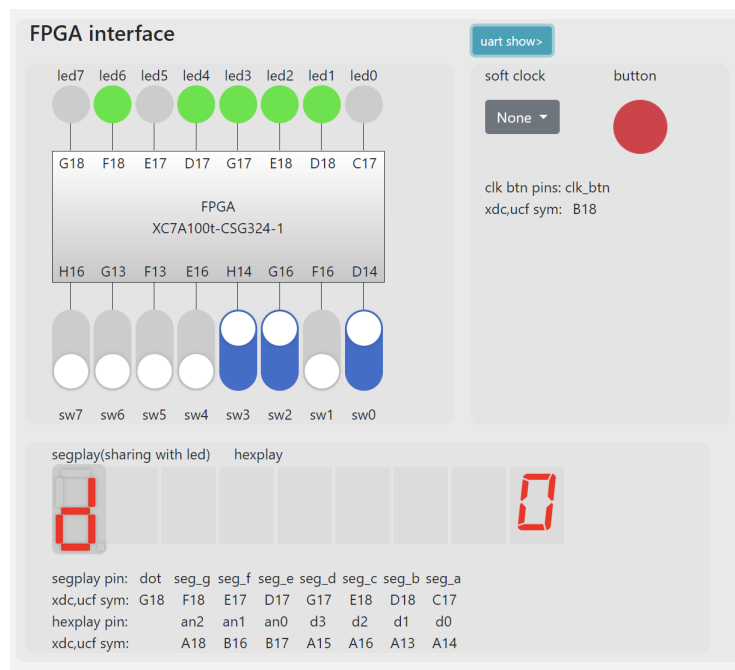 FPGA interface
uart show>
led7 led6 led5 led4 led3 led2 led1 led0
soft clock button
None
G18 F18 E17 D17 G17 E18 D18 C17
clk btn pins: clk_btn
FPGA
xdc,ucf sym: B18
XC7A100t-CSG324-1
H16 G13 F13 E16 H14 G16 F16 D14
sw7 sw6 sw5 sw4 sw3 sw2 sw1 sw0
segplay(sharing with led) hexplay
d 0
segplay pin: dot seg_g seg_f seg_e seg_d seg_c seg_b seg_a
xdc,ucf sym: G18 F18 E17 D17 G17 E18 D18 C17
hexplay pin: an2 an1 an0 d3 d2 d1 d0
xdc,ucf sym: A18 B16 B17 A15 A16 A13 A14